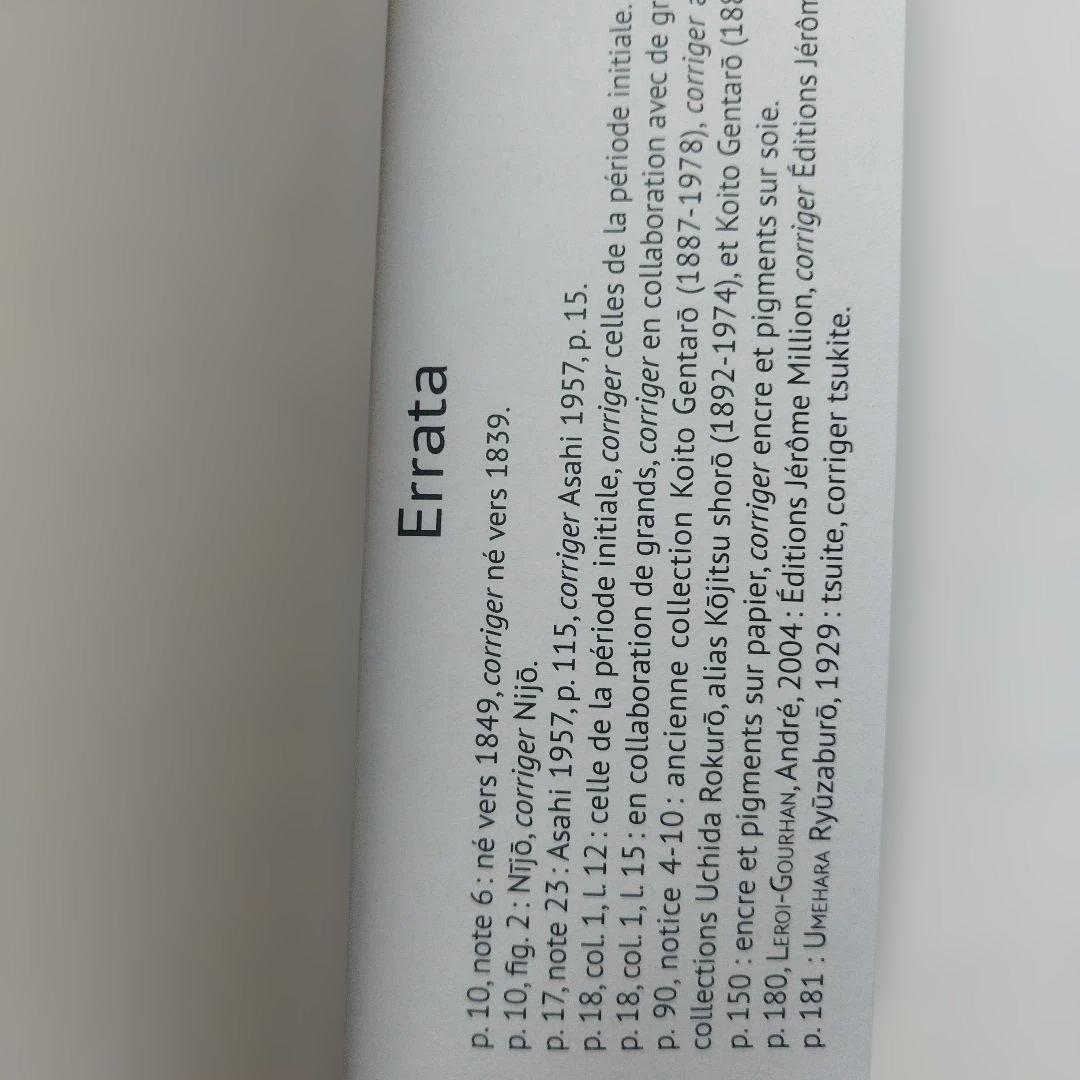 Errata
p. 10, note 6 : né vers 1849, corriger né vers 1839.
p. 10, fig. 2 : Nījō, corriger Nijō.
p. 17, note 23 : Asahi 1957, p. 115, corriger Asahi 1957, p. 15.
p. 18, col. 1, l. 12 : celle de la période initiale, corriger celles de la période initiale.
p. 18, col. 1, l. 15 : en collaboration de grands, corriger en collaboration avec de gr
p. 90, notice 4-10 : ancienne collection Koito Gentarō (1887-1978), corriger a
collections Uchida Rokurō, alias Kōjitsu shorō (1892-1974), et Koito Gentarō (188
p. 150 : encre et pigments sur papier, corriger encre et pigments sur soie.
p. 180, LEROI-GOURHAN, André, 2004 : Éditions Jérôme Million, corriger Éditions Jérôm
p. 181 : UMEHARA Ryūzaburō, 1929 : tsuite, corriger tsukite.